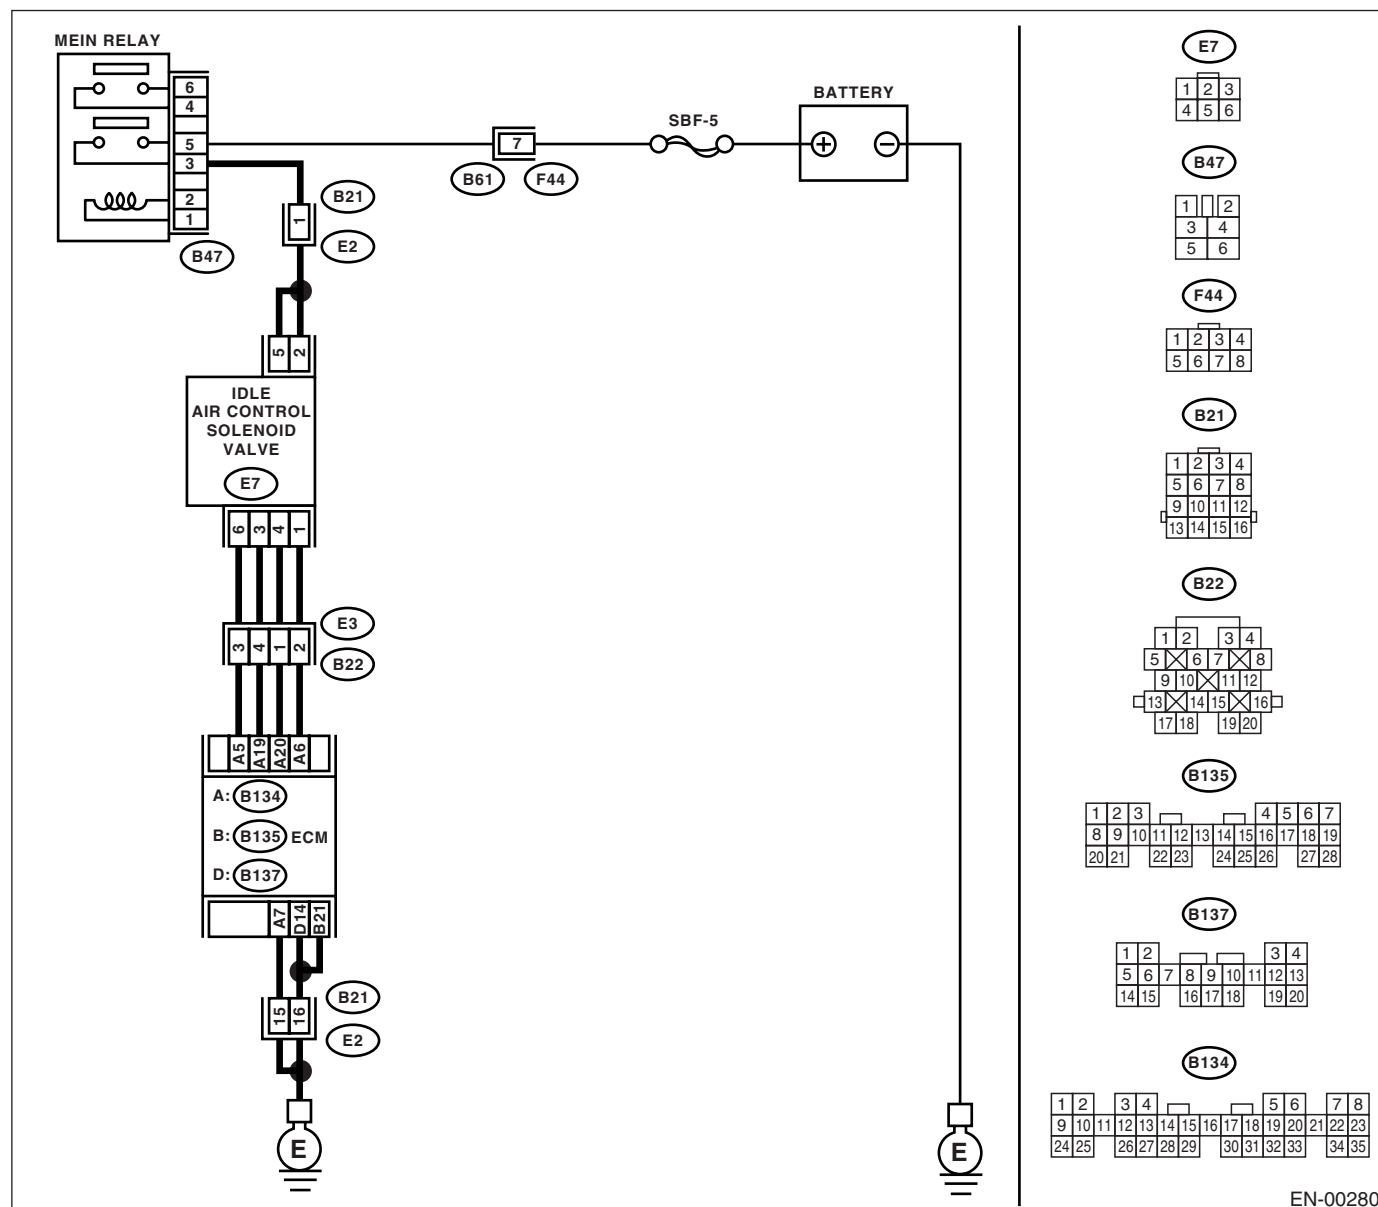 MEIN RELAY
6
4
5
3
2
1
B47
7
B61 F44
SBF-5
BATTERY
+ −
B21
1
E2
5 2
IDLE
AIR CONTROL
SOLENOID
VALVE
E7
6 3 4 1
E3
3 4 1 2
B22
A5 A19 A20 A6
A: B134
B: B135 ECM
D: B137
A7 D14 B21
B21
15 16
E2
E
E
E7
1 2 3
4 5 6
B47
1 2
3 4
5 6
F44
1 2 3 4
5 6 7 8
B21
1 2 3 4
5 6 7 8
9 10 11 12
13 14 15 16
B22
1 2 3 4
5 6 7 8
9 10 11 12
13 14 15 16
17 18 19 20
B135
1 2 3 4 5 6 7
8 9 10 11 12 13 14 15 16 17 18 19
20 21 22 23 24 25 26 27 28
B137
1 2 3 4
5 6 7 8 9 10 11 12 13
14 15 16 17 18 19 20
B134
1 2 3 4 5 6 7 8
9 10 11 12 13 14 15 16 17 18 19 20 21 22 23
24 25 26 27 28 29 30 31 32 33 34 35
EN-00280